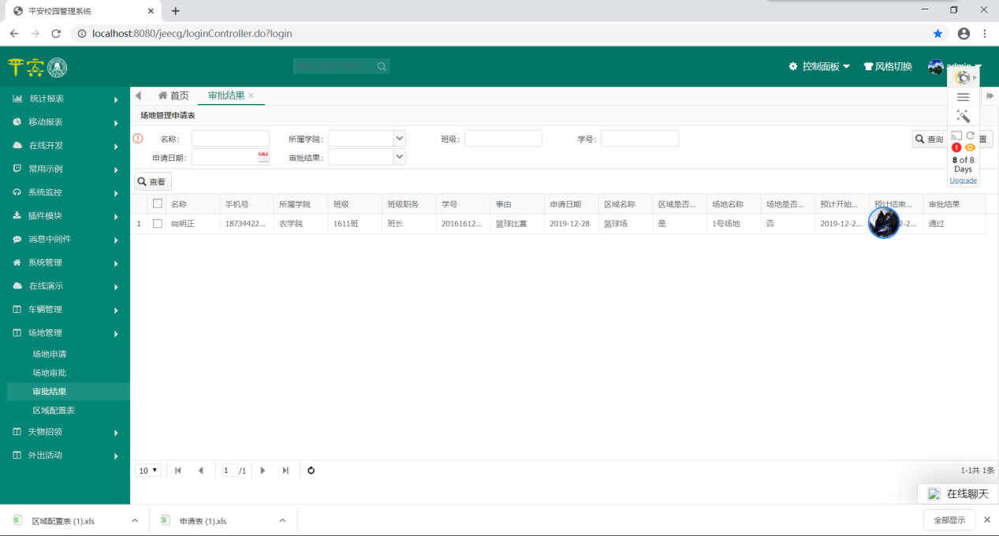 平安校园管理系统
localhost:8080/jeecg/loginController.do?login
平安
控制面板
风格切换
admin
统计报表
移动报表
在线开发
常用示例
系统监控
插件模块
消息中间件
系统管理
在线演示
车辆管理
场地管理
场地申请
场地审批
审批结果
区域配置表
失物招领
外出活动
首页
审批结果
场地管理申请表
名称:
所属学院:
班级:
学号:
查询
置
申请日期:
审批结果:
8 of 8
Days
Upgrade
查看
名称 手机号 所属学院 班级 班级职务 学号 事由 申请日期 区域名称 区域是否... 场地名称 场地是否... 预计开始... 预计结束... 审批结果
1 尚明正 18734422... 农学院 1611班 班长 20161612... 篮球比赛 2019-12-28 篮球场 是 1号场地 否 2019-12-2... 2-2... 通过
10 1 /1
1-1共 1条
在线聊天
区域配置表 (1).xls
申请表 (1).xls
全部显示